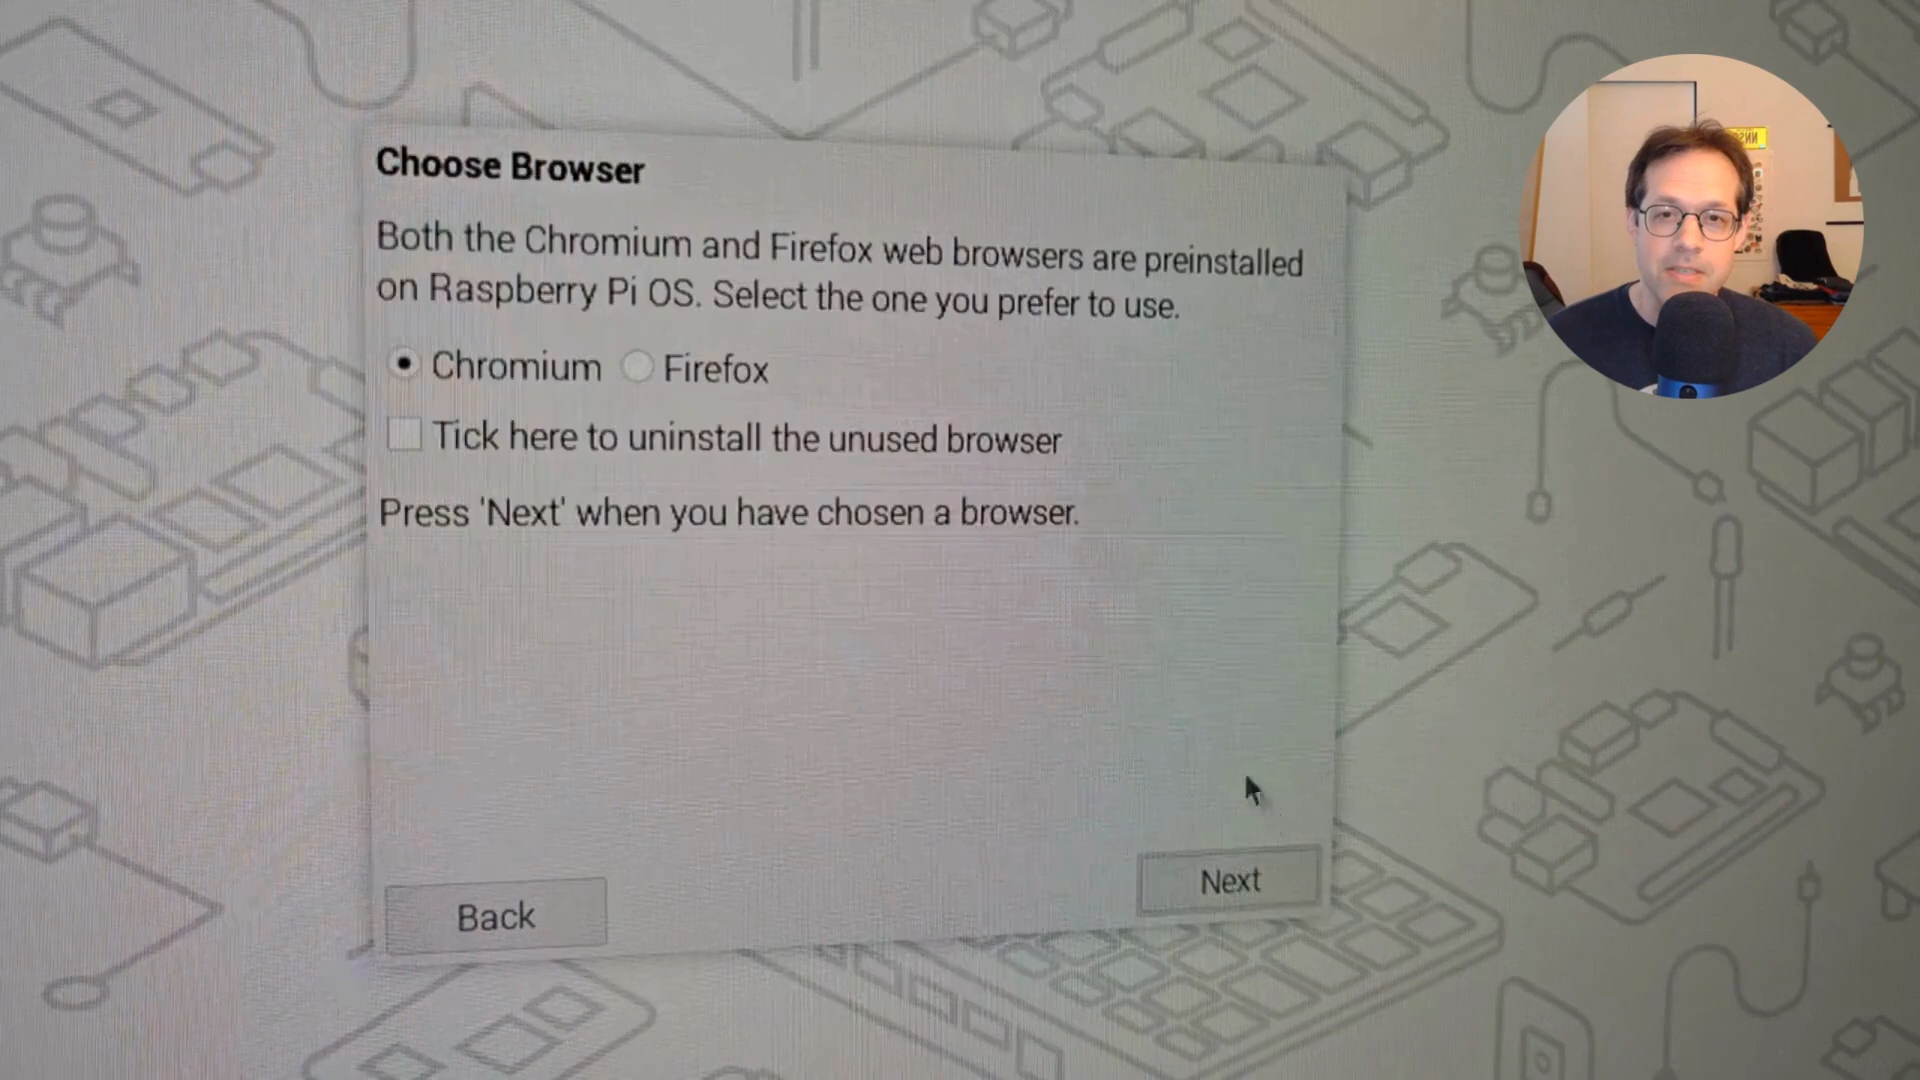 Choose Browser
Both the Chromium and Firefox web browsers are preinstalled
on Raspberry Pi OS. Select the one you prefer to use.
Chromium Firefox
Tick here to uninstall the unused browser
Press 'Next' when you have chosen a browser.
Next
Back